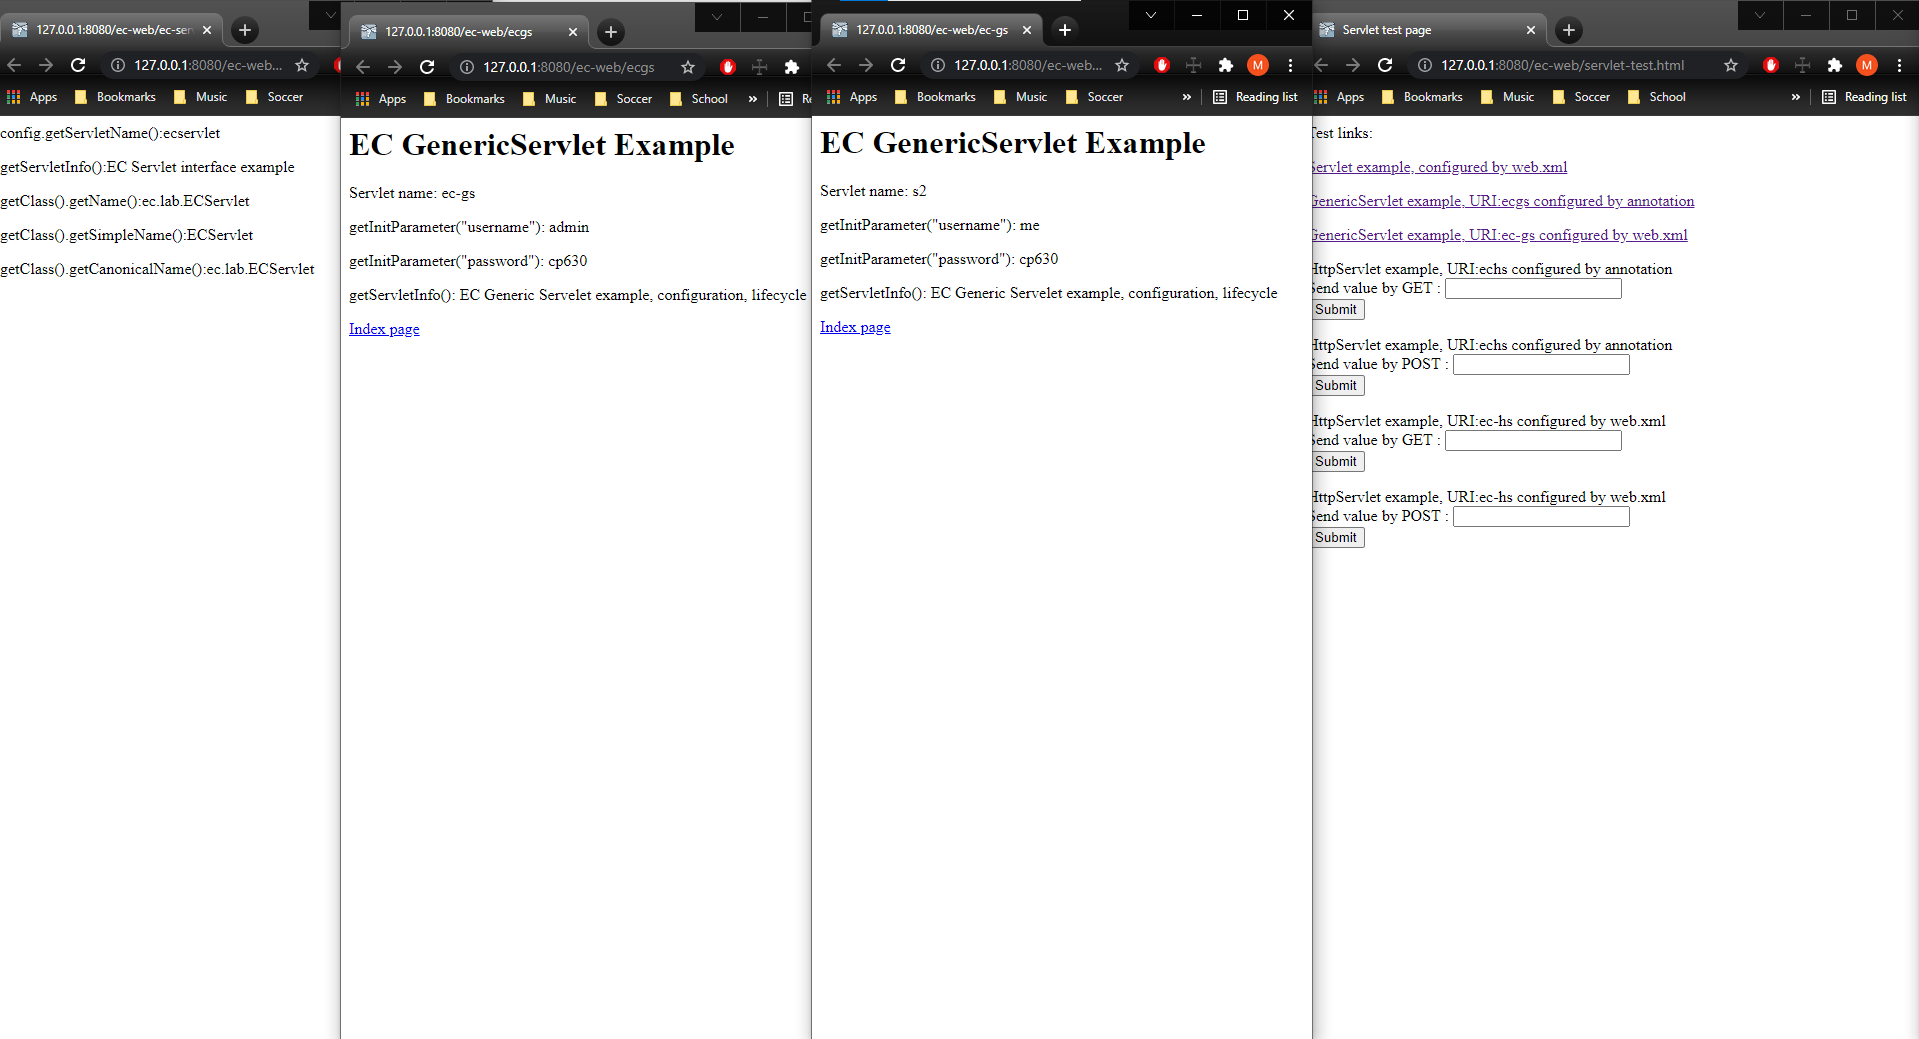 127.0.0.1:8080/ec-web/ec-ser
127.0.0.1:8080/ec-web...
Apps Bookmarks Music Soccer
config.getServletName():ecservlet
getServletInfo():EC Servlet interface example
getClass().getName():ec.lab.ECServlet
getClass().getSimpleName():ECServlet
getClass().getCanonicalName():ec.lab.ECServlet
127.0.0.1:8080/ec-web/ecgs
127.0.0.1:8080/ec-web/ecgs
Apps Bookmarks Music Soccer School » Re
EC GenericServlet Example
Servlet name: ec-gs
getInitParameter("username"): admin
getInitParameter("password"): cp630
getServletInfo(): EC Generic Servelet example, configuration, lifecycle
Index page
127.0.0.1:8080/ec-web/ec-gs
127.0.0.1:8080/ec-web... M
Apps Bookmarks Music Soccer » Reading list
EC GenericServlet Example
Servlet name: s2
getInitParameter("username"): me
getInitParameter("password"): cp630
getServletInfo(): EC Generic Servelet example, configuration, lifecycle
Index page
Servlet test page
127.0.0.1:8080/ec-web/servlet-test.html M
Apps Bookmarks Music Soccer School » Reading list
Test links:
Servlet example, configured by web.xml
GenericServlet example, URI:ecgs configured by annotation
GenericServlet example, URI:ec-gs configured by web.xml
HttpServlet example, URI:echs configured by annotation
Send value by GET :
Submit
HttpServlet example, URI:echs configured by annotation
Send value by POST :
Submit
HttpServlet example, URI:ec-hs configured by web.xml
Send value by GET :
Submit
HttpServlet example, URI:ec-hs configured by web.xml
Send value by POST :
Submit